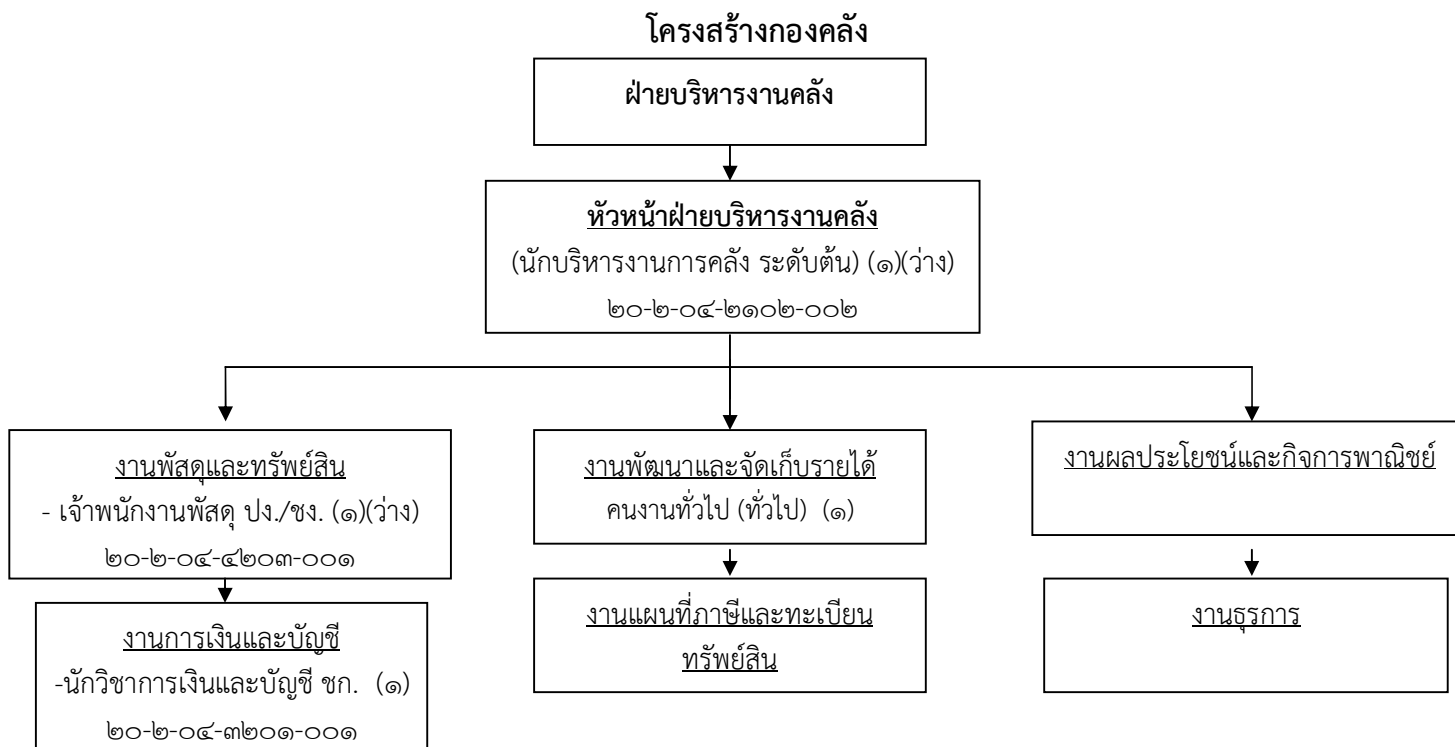 โครงสร้างกองคลัง
ฝ่ายบริหารงานคลัง
หัวหน้าฝ่ายบริหารงานคลัง
(นักบริหารงานการคลัง ระดับต้น) (๑)(ว่าง)
๒๐-๒-๐๔-๒๑๐๒-๐๐๒
งานพัสดุและทรัพย์สิน
- เจ้าพนักงานพัสดุ ปง./ชง. (๑)(ว่าง)
๒๐-๒-๐๔-๔๒๐๓-๐๐๑
งานการเงินและบัญชี
-นักวิชาการเงินและบัญชี ชก. (๑)
๒๐-๒-๐๔-๓๒๐๑-๐๐๑
งานพัฒนาและจัดเก็บรายได้
คนงานทั่วไป (ทั่วไป) (๑)
งานแผนที่ภาษีและทะเบียน
ทรัพย์สิน
งานผลประโยชน์และกิจการพาณิชย์
งานธุรการ